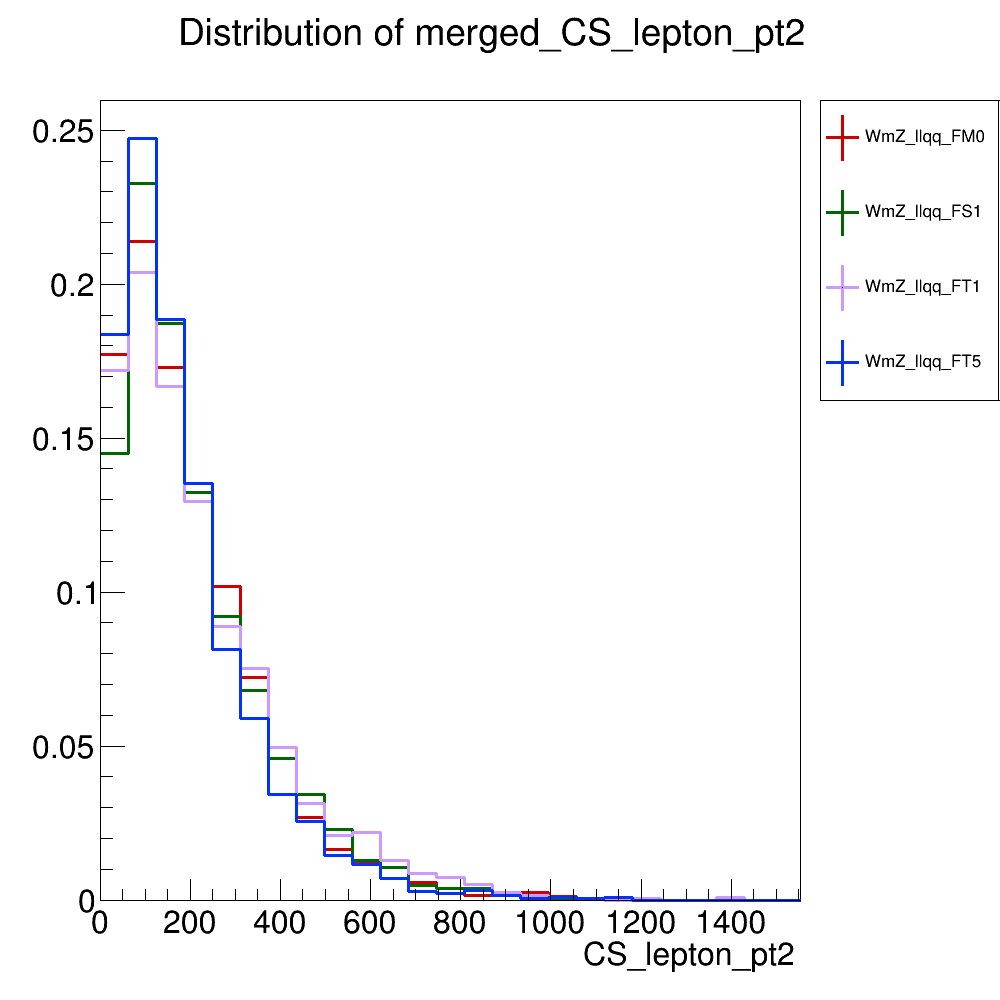 Distribution of merged_CS_lepton_pt2
0.25
0.2
0.15
0.1
0.05
0
0 200 400 600 800 1000 1200 1400
CS_lepton_pt2
WmZ_llqq_FM0
WmZ_llqq_FS1
WmZ_llqq_FT1
WmZ_llqq_FT5